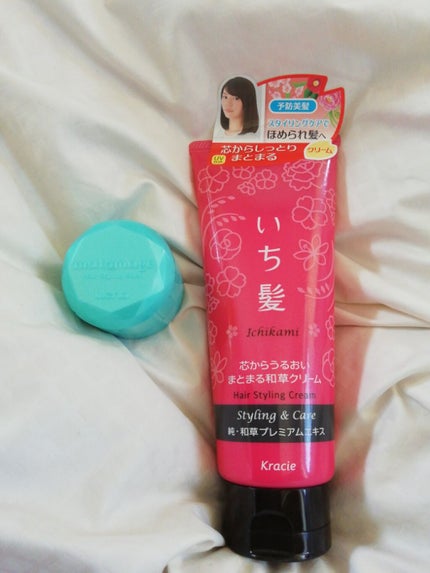 予防美髪
スタイリングケアで
ほめられ髪へ
芯からしっとり
まとまる
UV
クリーム
いち髪
Ichikami
芯からうるおい
まとまる和草クリーム
Hair Styling Cream
Styling & Care
純・和草プレミアムエキス
Kracie